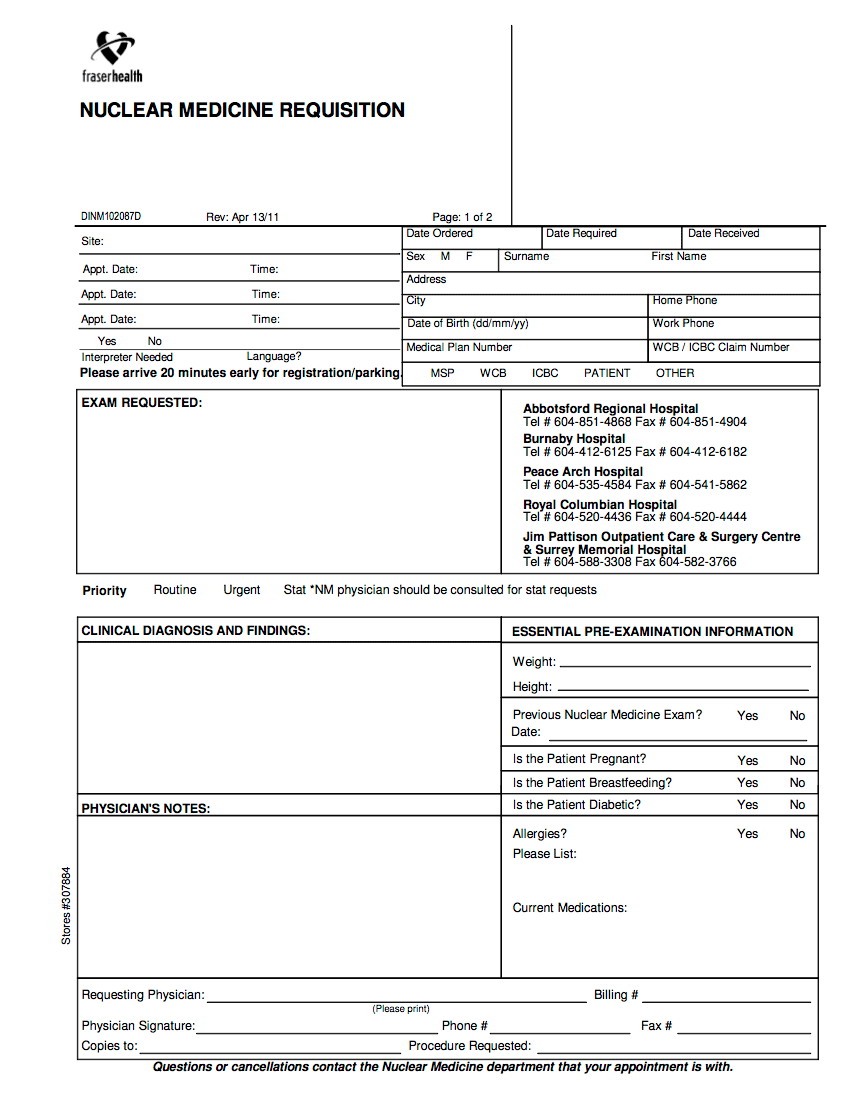 fraserhealth
NUCLEAR MEDICINE REQUISITION
DINM102087D Rev: Apr 13/11 Page: 1 of 2
Site:
Appt. Date: Time:
Appt. Date: Time:
Appt. Date: Time:
Yes No
Interpreter Needed Language?
Please arrive 20 minutes early for registration/parking.
Date Ordered Date Required Date Received
Sex M F Surname First Name
Address
City Home Phone
Date of Birth (dd/mm/yy) Work Phone
Medical Plan Number WCB / ICBC Claim Number
MSP WCB ICBC PATIENT OTHER
EXAM REQUESTED:
Abbotsford Regional Hospital
Tel # 604-851-4868 Fax # 604-851-4904
Burnaby Hospital
Tel # 604-412-6125 Fax # 604-412-6182
Peace Arch Hospital
Tel # 604-535-4584 Fax # 604-541-5862
Royal Columbian Hospital
Tel # 604-520-4436 Fax # 604-520-4444
Jim Pattison Outpatient Care & Surgery Centre
& Surrey Memorial Hospital
Tel # 604-588-3308 Fax 604-582-3766
Priority Routine Urgent Stat *NM physician should be consulted for stat requests
CLINICAL DIAGNOSIS AND FINDINGS:
ESSENTIAL PRE-EXAMINATION INFORMATION
Weight:
Height:
Previous Nuclear Medicine Exam? Yes No
Date:
Is the Patient Pregnant? Yes No
Is the Patient Breastfeeding? Yes No
Is the Patient Diabetic? Yes No
PHYSICIAN'S NOTES:
Allergies? Yes No
Please List:
Current Medications:
Stores #307884
Requesting Physician: Billing #
(Please print)
Physician Signature: Phone # Fax #
Copies to: Procedure Requested:
Questions or cancellations contact the Nuclear Medicine department that your appointment is with.